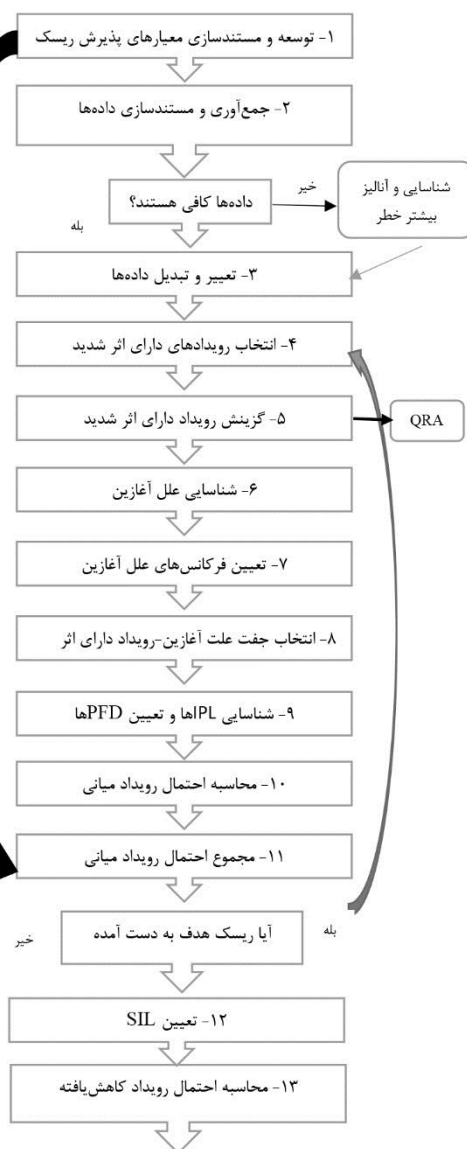 ۱- توسعه و مستندسازی معیارهای پذیرش ریسک
۲- جمع‌آوری و مستندسازی داده‌ها
داده‌ها کافی هستند؟
خیر
شناسایی و آنالیز
بیشتر خطر
بله
۳- تعییر و تبدیل داده‌ها
۴- انتخاب رویدادهای دارای اثر شدید
۵- گزینش رویداد دارای اثر شدید
QRA
۶- شناسایی علل آغازین
۷- تعیین فرکانس‌های علل آغازین
۸- انتخاب جفت علت آغازین-رویداد دارای اثر
۹- شناسایی IPLها و تعیین PFDها
۱۰- محاسبه احتمال رویداد میانی
۱۱- مجموع احتمال رویداد میانی
آیا ریسک هدف به دست آمده
بله
خیر
۱۲- تعیین SIL
۱۳- محاسبه احتمال رویداد کاهش‌یافته